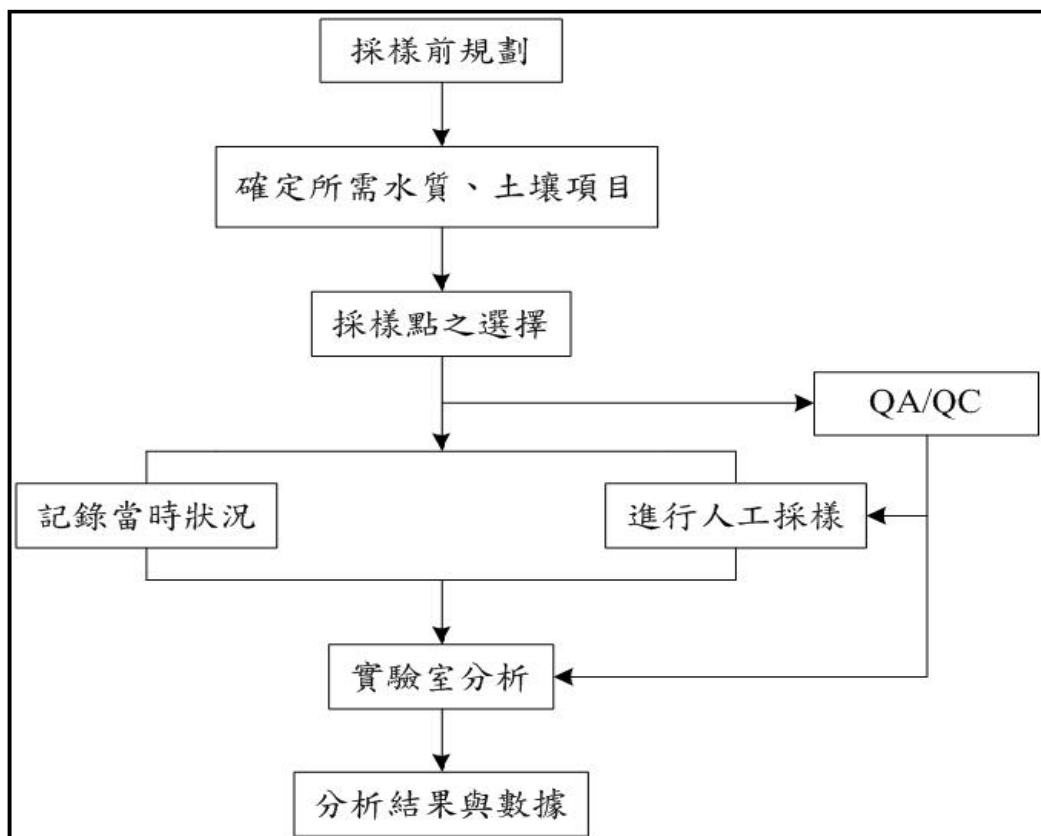 採樣前規劃
確定所需水質、土壤項目
採樣點之選擇
QA/QC
記錄當時狀況
進行人工採樣
實驗室分析
分析結果與數據